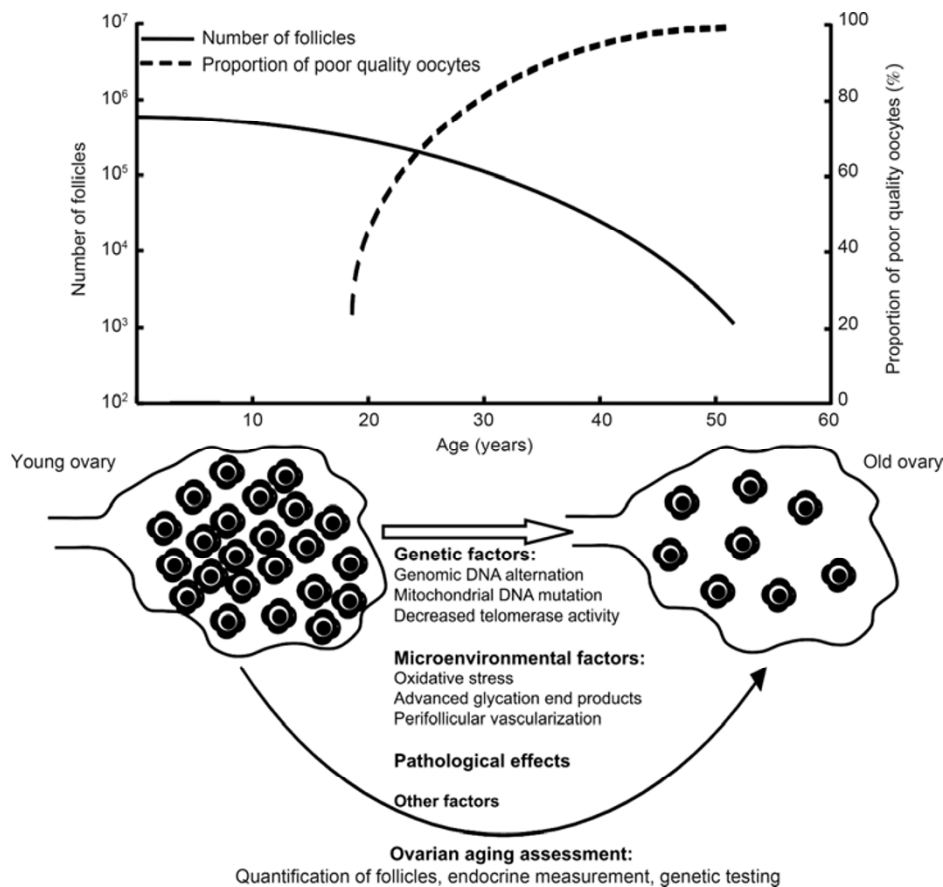 10⁷
10⁶
10⁵
10⁴
10³
10²
Number of follicles
Number of follicles
Proportion of poor quality oocytes
100
80
60
40
20
0
Proportion of poor quality oocytes (%)
10 20 30 40 50 60
Age (years)
Young ovary
Old ovary
Genetic factors:
Genomic DNA alternation
Mitochondrial DNA mutation
Decreased telomerase activity
Microenvironmental factors:
Oxidative stress
Advanced glycation end products
Perifollicular vascularization
Pathological effects
Other factors
Ovarian aging assessment:
Quantification of follicles, endocrine measurement, genetic testing